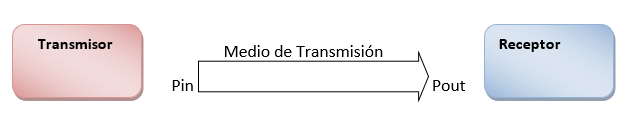 Transmisor
Medio de Transmisión
Receptor
Pin
Pout